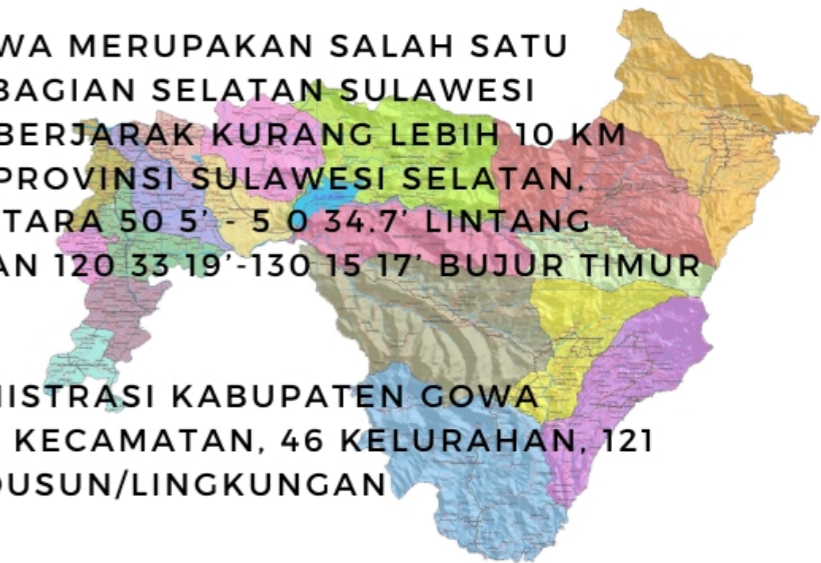 WA MERUPAKAN SALAH SATU
BAGIAN SELATAN SULAWESI
BERJARAK KURANG LEBIH 10 KM
PROVINSI SULAWESI SELATAN,
TARA 50 5’ - 5 0 34.7’ LINTANG
AN 120 33 19’-130 15 17’ BUJUR TIMUR
NISTRASI KABUPATEN GOWA
KECAMATAN, 46 KELURAHAN, 121
DUSUN/LINGKUNGAN